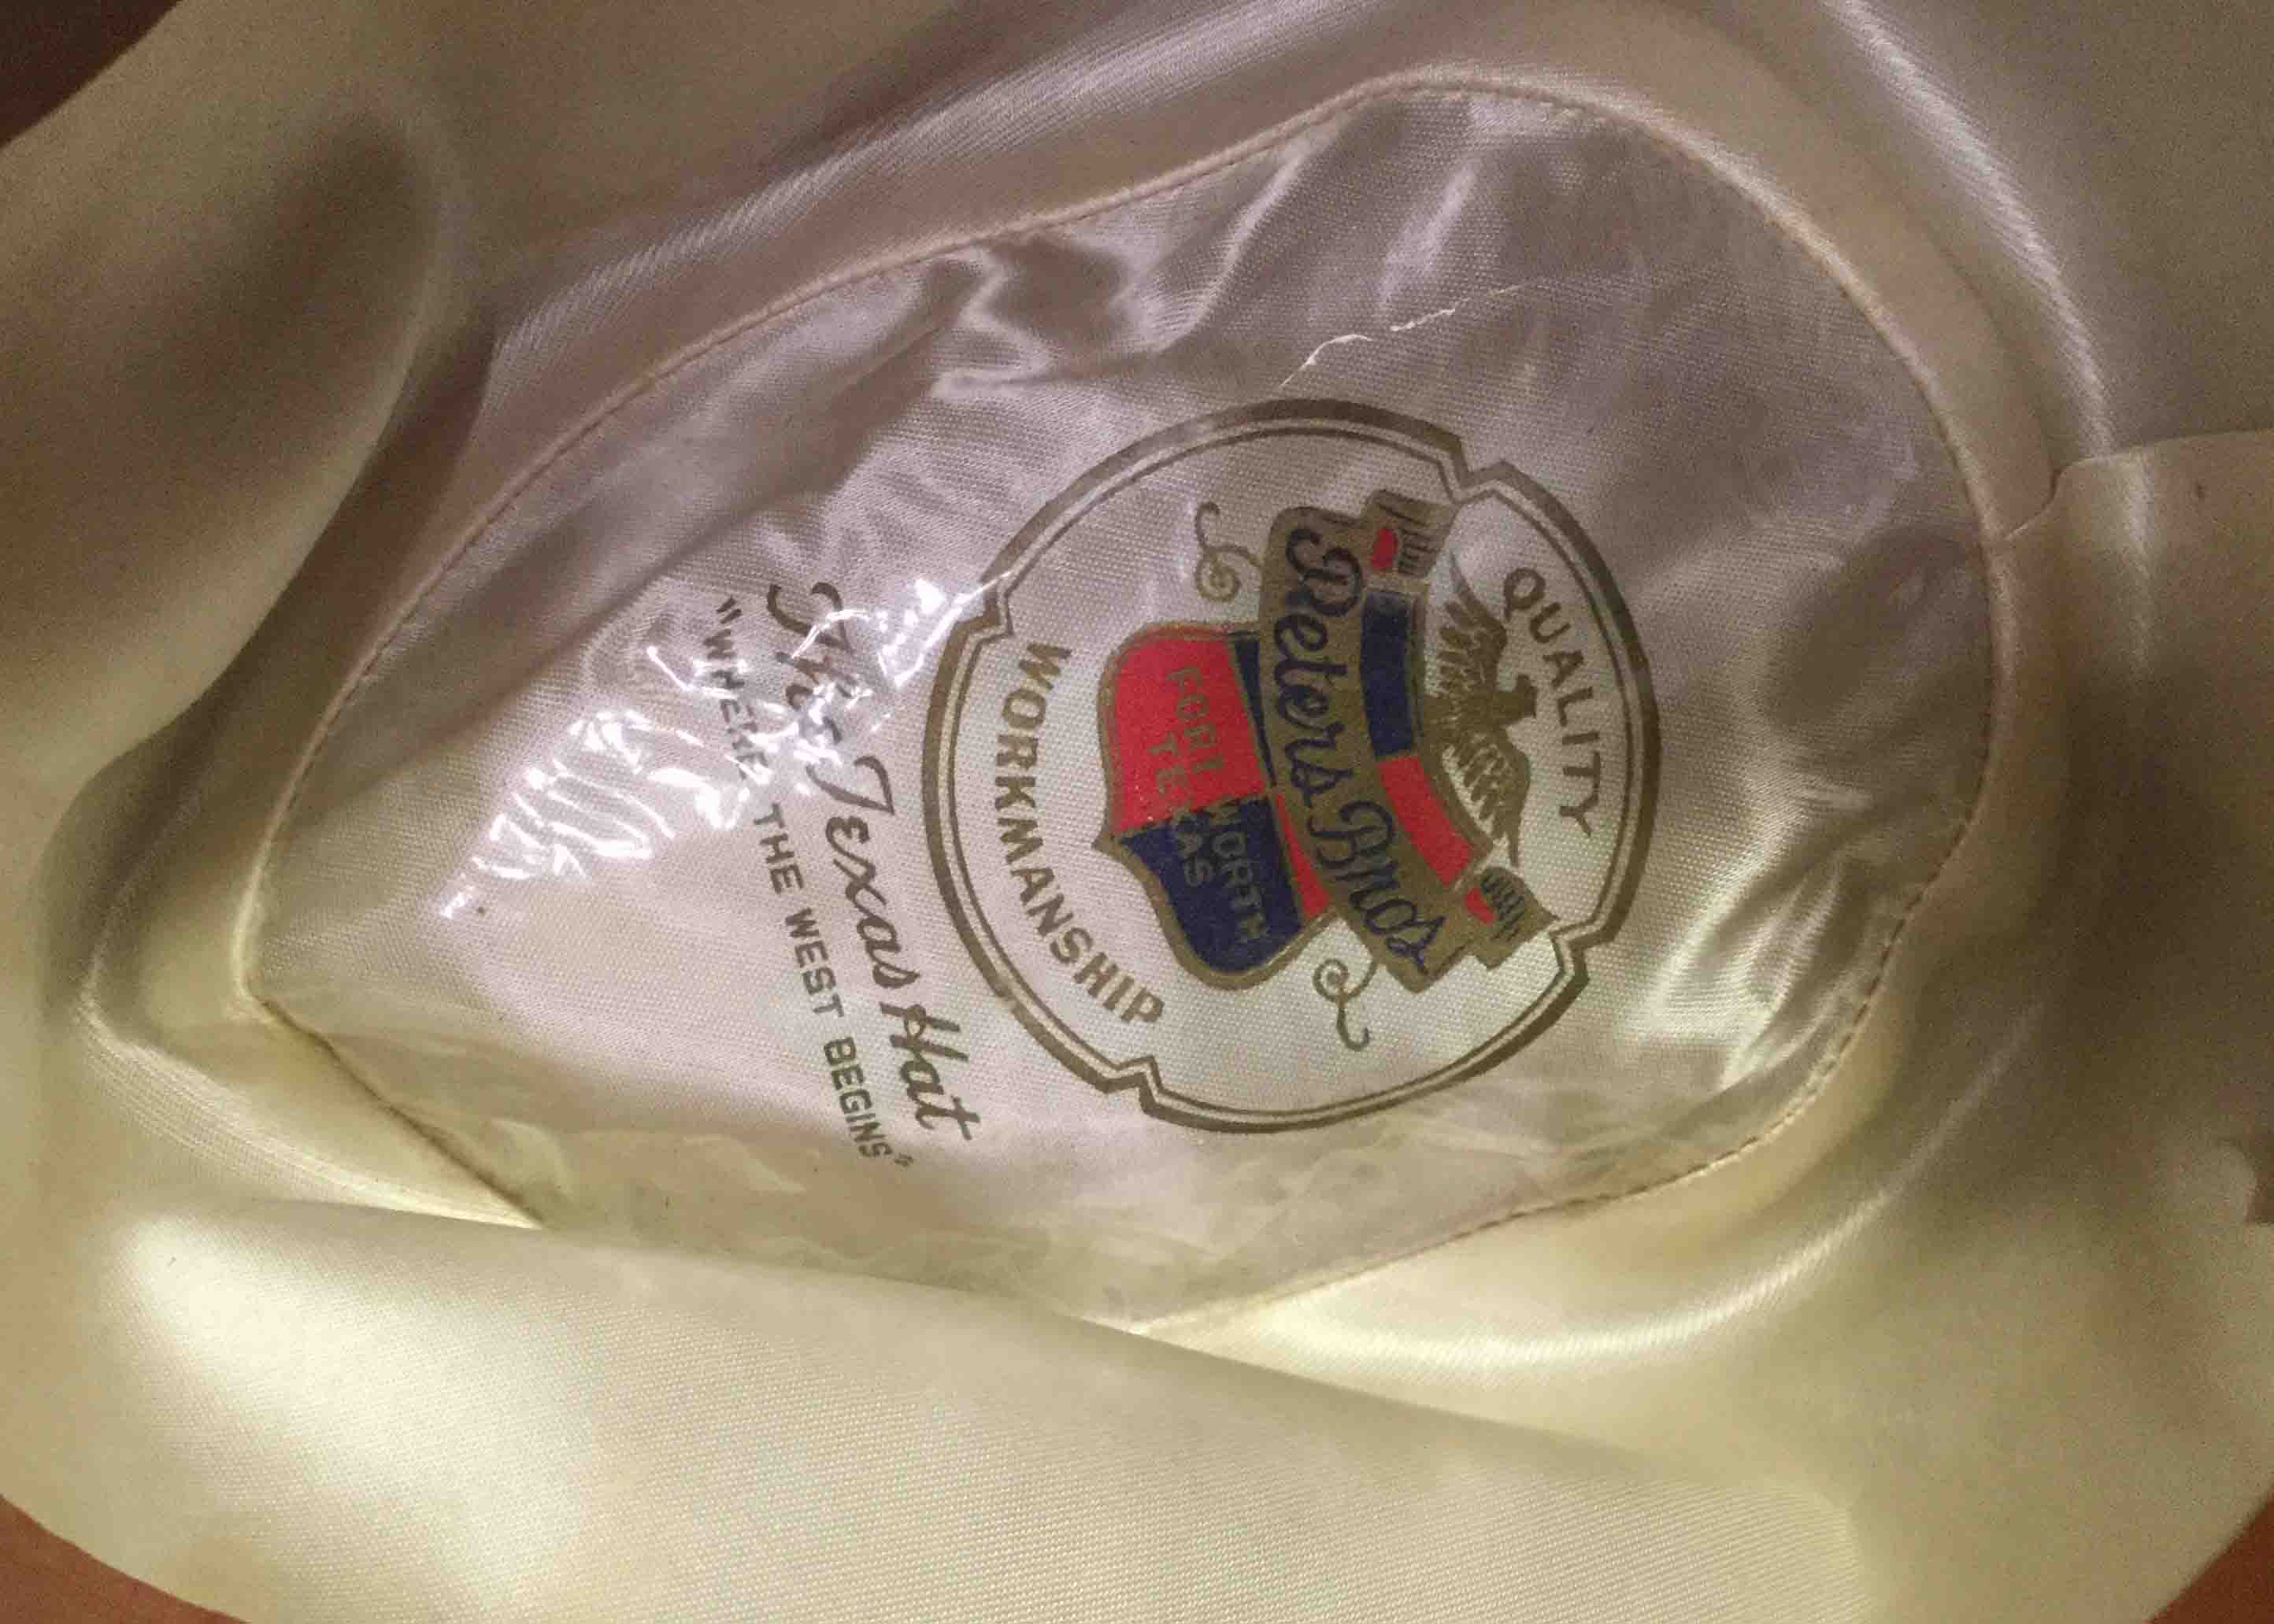 QUALITY
Peters Bros
FORT WORTH
TEXAS
WORKMANSHIP
The Texas Hat
"WHERE THE WEST BEGINS"